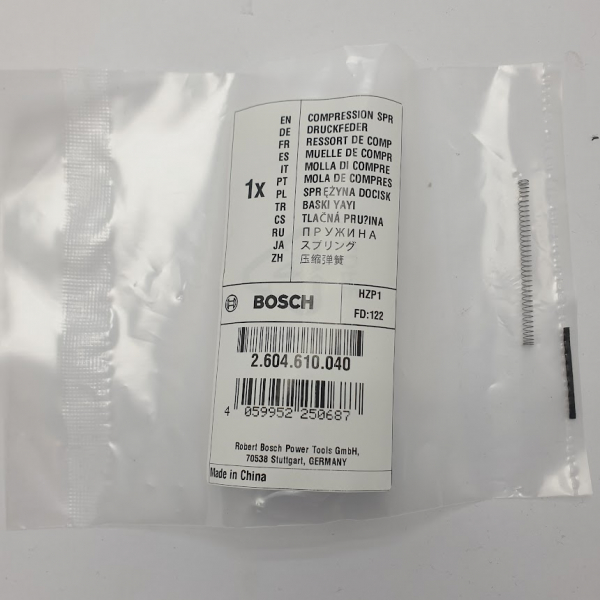 1x
EN COMPRESSION SPR
DE DRUCKFEDER
FR RESSORT DE COMP
ES MUELLE DE COMPR
IT MOLLA DI COMPRE
PT MOLA DE COMPRES
PL SPRĘŻYNA DOCISK
TR BASKI YAYI
CS TLAČNÁ PRU?INA
RU ПРУЖИНА
JA スプリング
ZH 压缩弹簧
BOSCH
HZP1
FD:122
2.604.610.040
4 059952 250687
Robert Bosch Power Tools GmbH,
70538 Stuttgart, GERMANY
Made in China